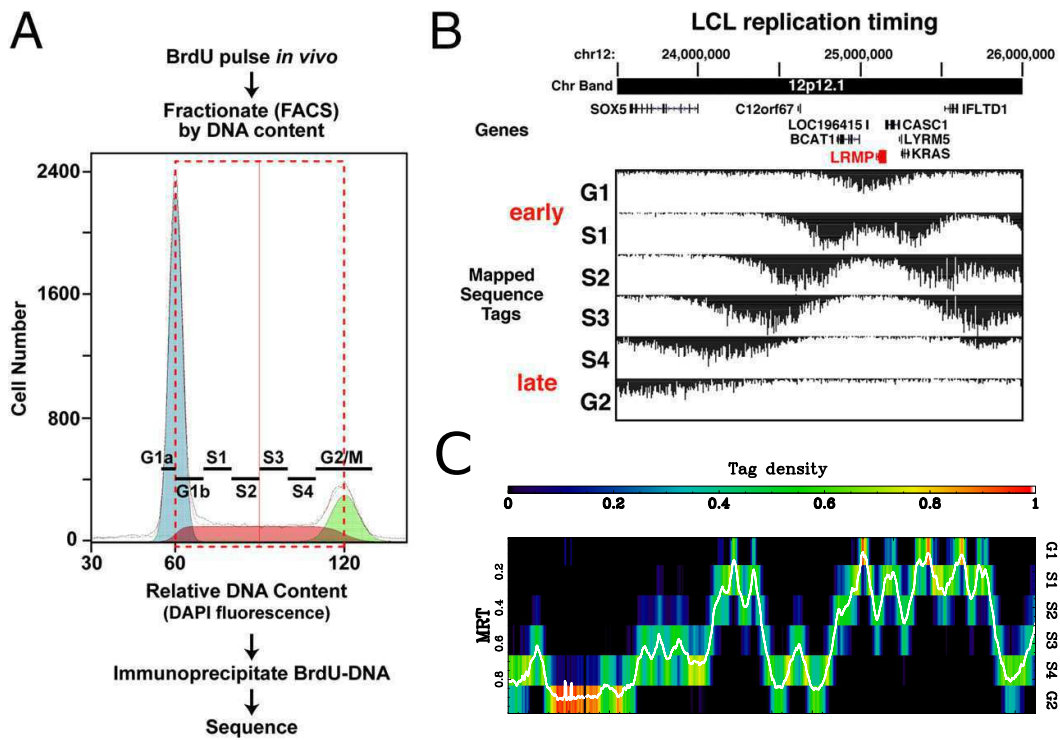 A
BrdU pulse in vivo
Fractionate (FACS)
by DNA content
2400
1600
800
0
Cell Number
G1a
S1
S3
G2/M
G1b
S2
S4
30
60
120
Relative DNA Content
(DAPI fluorescence)
Immunoprecipitate BrdU-DNA
Sequence
B
LCL replication timing
chr12: 24,000,000 25,000,000 26,000,000
Chr Band 12p12.1
Genes
SOX5 C12orf67 IFLTD1
LOC196415 CASC1
BCAT1 LYRM5
LRMP KRAS
early
Mapped
Sequence
Tags
late
G1
S1
S2
S3
S4
G2
C
Tag density
0 0.2 0.4 0.6 0.8 1
MRT
0.2
0.4
0.6
0.8
G1
S1
S2
S3
S4
G2